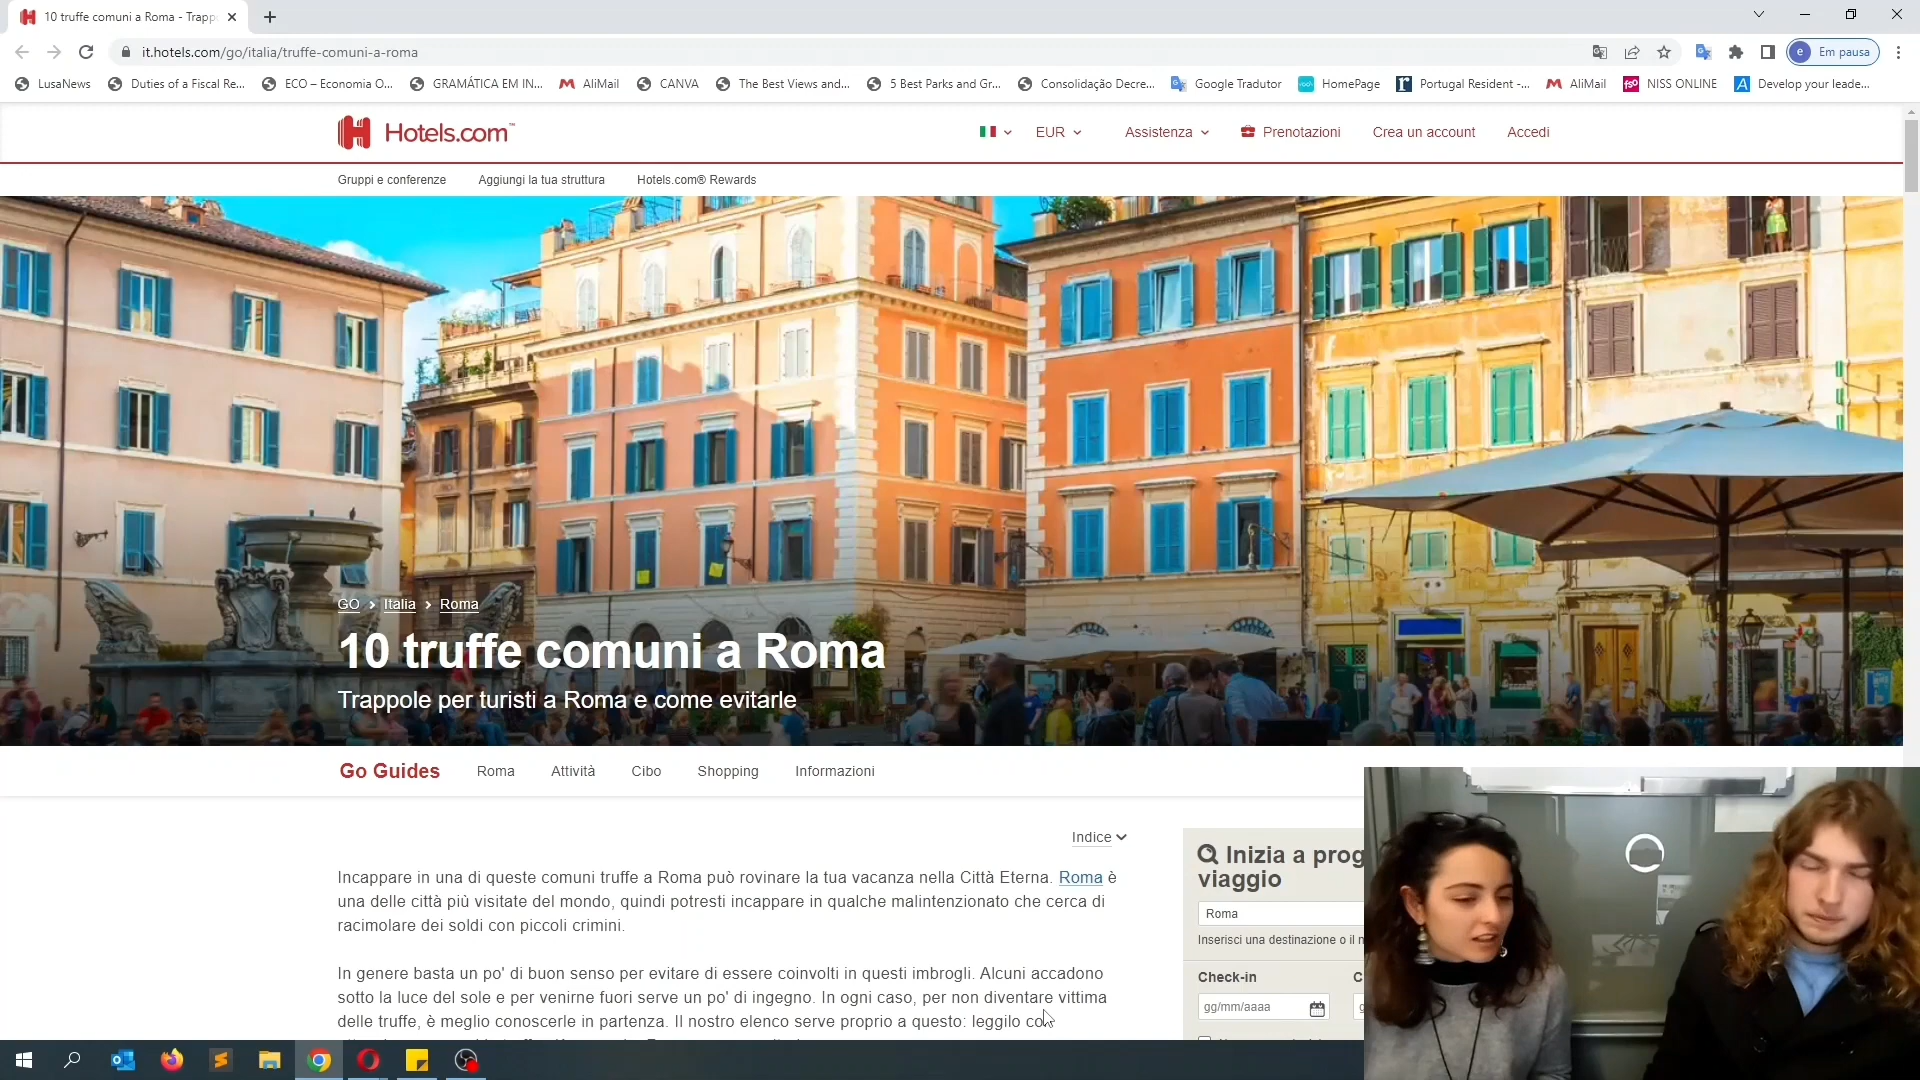 10 truffe comuni a Roma - Trapp
it.hotels.com/go/italia/truffe-comuni-a-roma
e Em pausa
LusaNews Duties of a Fiscal Re... ECO – Economia O... GRAMÁTICA EM IN... AliMail CANVA The Best Views and... 5 Best Parks and Gr... Consolidação Decre... Google Tradutor HomePage Portugal Resident -... AliMail NISS ONLINE Develop your leade...
Hotels.com™
EUR Assistenza Prenotazioni Crea un account Accedi
Gruppi e conferenze Aggiungi la tua struttura Hotels.com® Rewards
GO > Italia > Roma
10 truffe comuni a Roma
Trappole per turisti a Roma e come evitarle
Go Guides Roma Attività Cibo Shopping Informazioni
Indice
Incappare in una di queste comuni truffe a Roma può rovinare la tua vacanza nella Città Eterna. Roma è
una delle città più visitate del mondo, quindi potresti incappare in qualche malintenzionato che cerca di
racimolare dei soldi con piccoli crimini.
In genere basta un po' di buon senso per evitare di essere coinvolti in questi imbrogli. Alcuni accadono
sotto la luce del sole e per venirne fuori serve un po' di ingegno. In ogni caso, per non diventare vittima
delle truffe, è meglio conoscerle in partenza. Il nostro elenco serve proprio a questo: leggilo co
Inizia a prog
viaggio
Roma
Inserisci una destinazione o il n
Check-in C
gg/mm/aaaa g